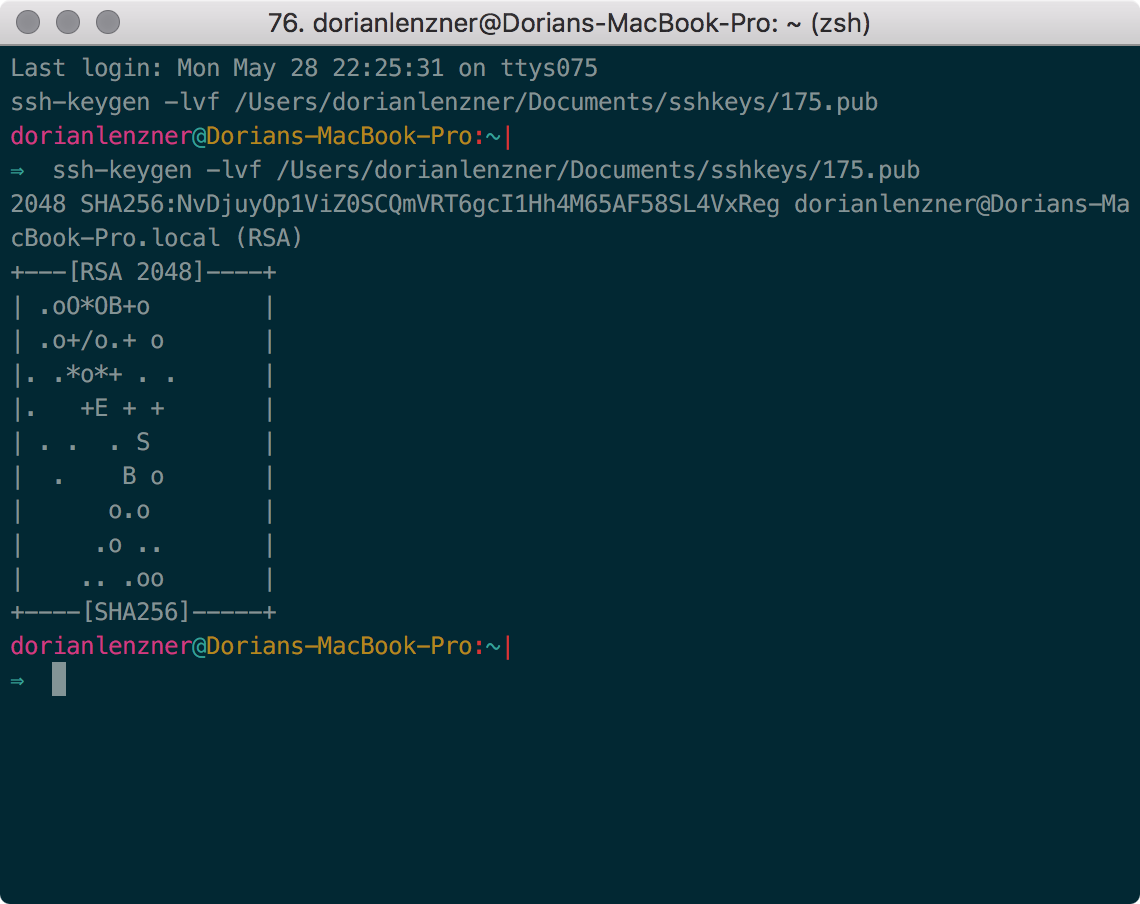 76. dorianlenzner@Dorians-MacBook-Pro: ~ (zsh)
Last login: Mon May 28 22:25:31 on ttys075
ssh-keygen -lvf /Users/dorianlenzner/Documents/sshkeys/175.pub
dorianlenzner@Dorians-MacBook-Pro:~|
⇒  ssh-keygen -lvf /Users/dorianlenzner/Documents/sshkeys/175.pub
2048 SHA256:NvDjuyOp1ViZ0SCQmVRT6gcI1Hh4M65AF58SL4VxReg dorianlenzner@Dorians-Ma
cBook-Pro.local (RSA)
+---[RSA 2048]----+
| .oO*OB+o        |
| .o+/o.+ o       |
|. .*o*+ . .      |
|.   +E + +       |
| . .  . S        |
|  .    B o       |
|      o.o        |
|     .o ..       |
|    .. .oo       |
+----[SHA256]-----+
dorianlenzner@Dorians-MacBook-Pro:~|
⇒